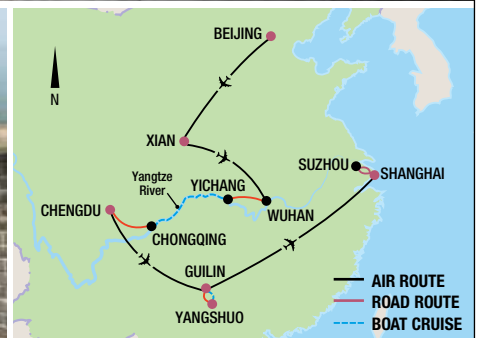 BEIJING
N
XIAN
SUZHOU
SHANGHAI
Yangtze
River
YICHANG
WUHAN
CHENGDU
CHONGQING
GUILIN
YANGSHUO
AIR ROUTE
ROAD ROUTE
BOAT CRUISE